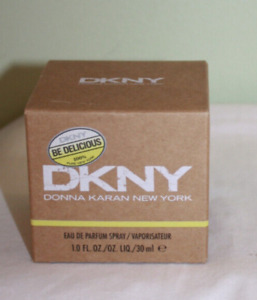 DKNY
DKNY
BE DELICIOUS
DKNY
DONNA KARAN NEW YORK
EAU DE PARFUM SPRAY / VAPORISATEUR
1.0 FL. OZ./OZ. LIQ./30 ml e